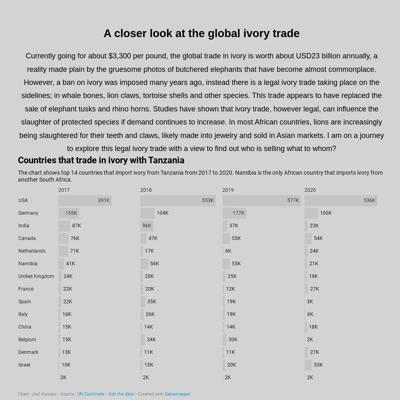 A closer look at the global ivory trade
Currently going for about $3,300 per pound, the global trade in ivory is worth about USD23 billion annually, a
reality made plain by the gruesome photos of butchered elephants that have become almost commonplace.
However, a ban on ivory was imposed many years ago, instead there is a legal ivory trade taking place on the
sidelines; in whale bones, lion claws, tortoise shells and other species. This trade appears to have replaced the
sale of elephant tusks and rhino horns. Studies have shown that ivory trade, however legal, can influence the
slaughter of protected species if demand continues to increase. In most African countries, lions are increasingly
being slaughtered for their teeth and claws, likely made into jewelry and sold in Asian markets. I am on a journey
to explore this legal ivory trade with a view to find out who is selling what to whom?
Countries that trade in ivory with Tanzania
The chart shows top 14 countries that import ivory from Tanzania from 2017 to 2020. Namibia is the only African country that imports ivory from
another South African.
2017 2018 2019 2020
USA 391K 553K 577K 536K
Germany 155K 104K 177K 100K
India 87K 96K 37K 23K
Canada 76K 47K 55K 54K
Netherlands 71K 17K 6K 24K
Namibia 41K 56K 55K 21K
United Kingdom 24K 20K 25K 19K
France 22K 20K 12K 27K
Spain 22K 35K 19K 3K
Italy 16K 26K 19K 6K
China 15K 14K 14K 18K
Belgium 15K 34K 30K 2K
Denmark 13K 11K 11K 27K
Israel 10K 15K 20K 53K
2K 2K 2K 2K
Chart: Joel Konopo • Source: UN Comtrade • Get the data • Created with Datawrapper